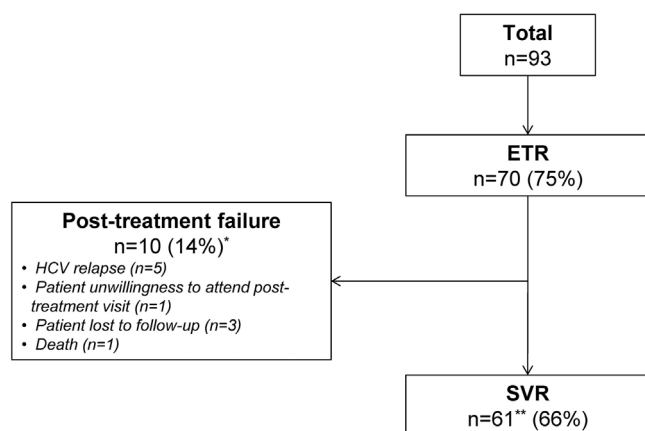 Total
n=93
ETR
n=70 (75%)
Post-treatment failure
n=10 (14%)*
• HCV relapse (n=5)
• Patient unwillingness to attend post-
treatment visit (n=1)
• Patient lost to follow-up (n=3)
• Death (n=1)
SVR
n=61** (66%)